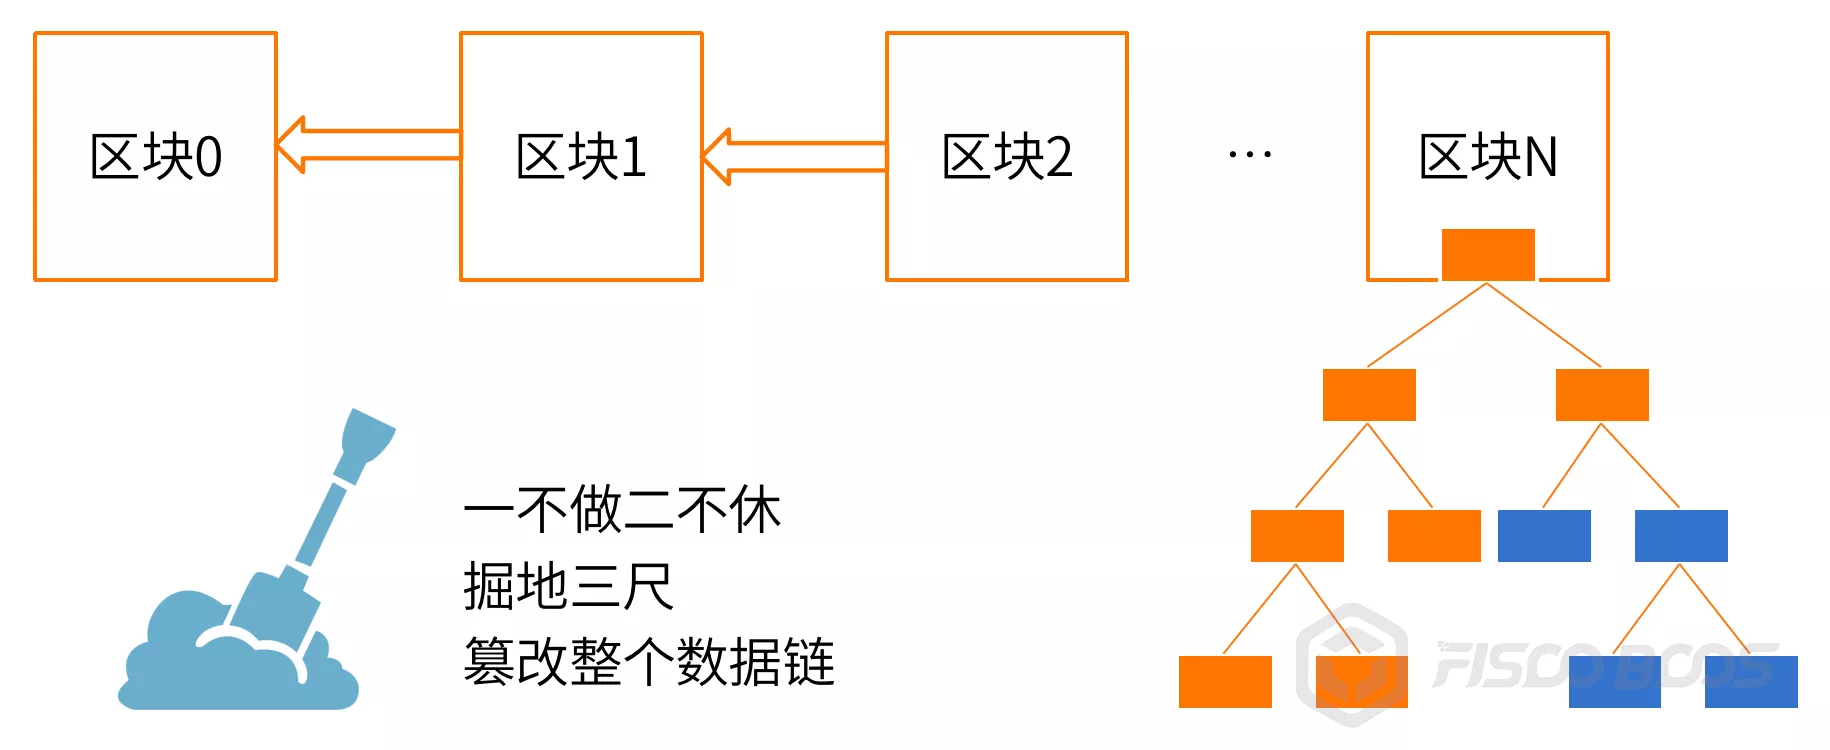 区块0
区块1
区块2
...
区块N
一不做二不休
掘地三尺
篡改整个数据链
FISCO BCOS